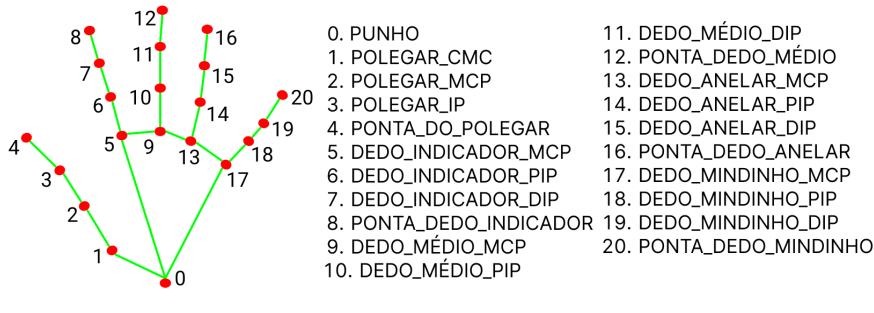 12
8
16
11
7
15
6
10
20
14
4
5
9
19
13
18
3
17
2
1
0
0. PUNHO
1. POLEGAR_CMC
2. POLEGAR_MCP
3. POLEGAR_IP
4. PONTA_DO_POLEGAR
5. DEDO_INDICADOR_MCP
6. DEDO_INDICADOR_PIP
7. DEDO_INDICADOR_DIP
8. PONTA_DEDO_INDICADOR
9. DEDO_MÉDIO_MCP
10. DEDO_MÉDIO_PIP
11. DEDO_MÉDIO_DIP
12. PONTA_DEDO_MÉDIO
13. DEDO_ANELAR_MCP
14. DEDO_ANELAR_PIP
15. DEDO_ANELAR_DIP
16. PONTA_DEDO_ANELAR
17. DEDO_MINDINHO_MCP
18. DEDO_MINDINHO_PIP
19. DEDO_MINDINHO_DIP
20. PONTA_DEDO_MINDINHO